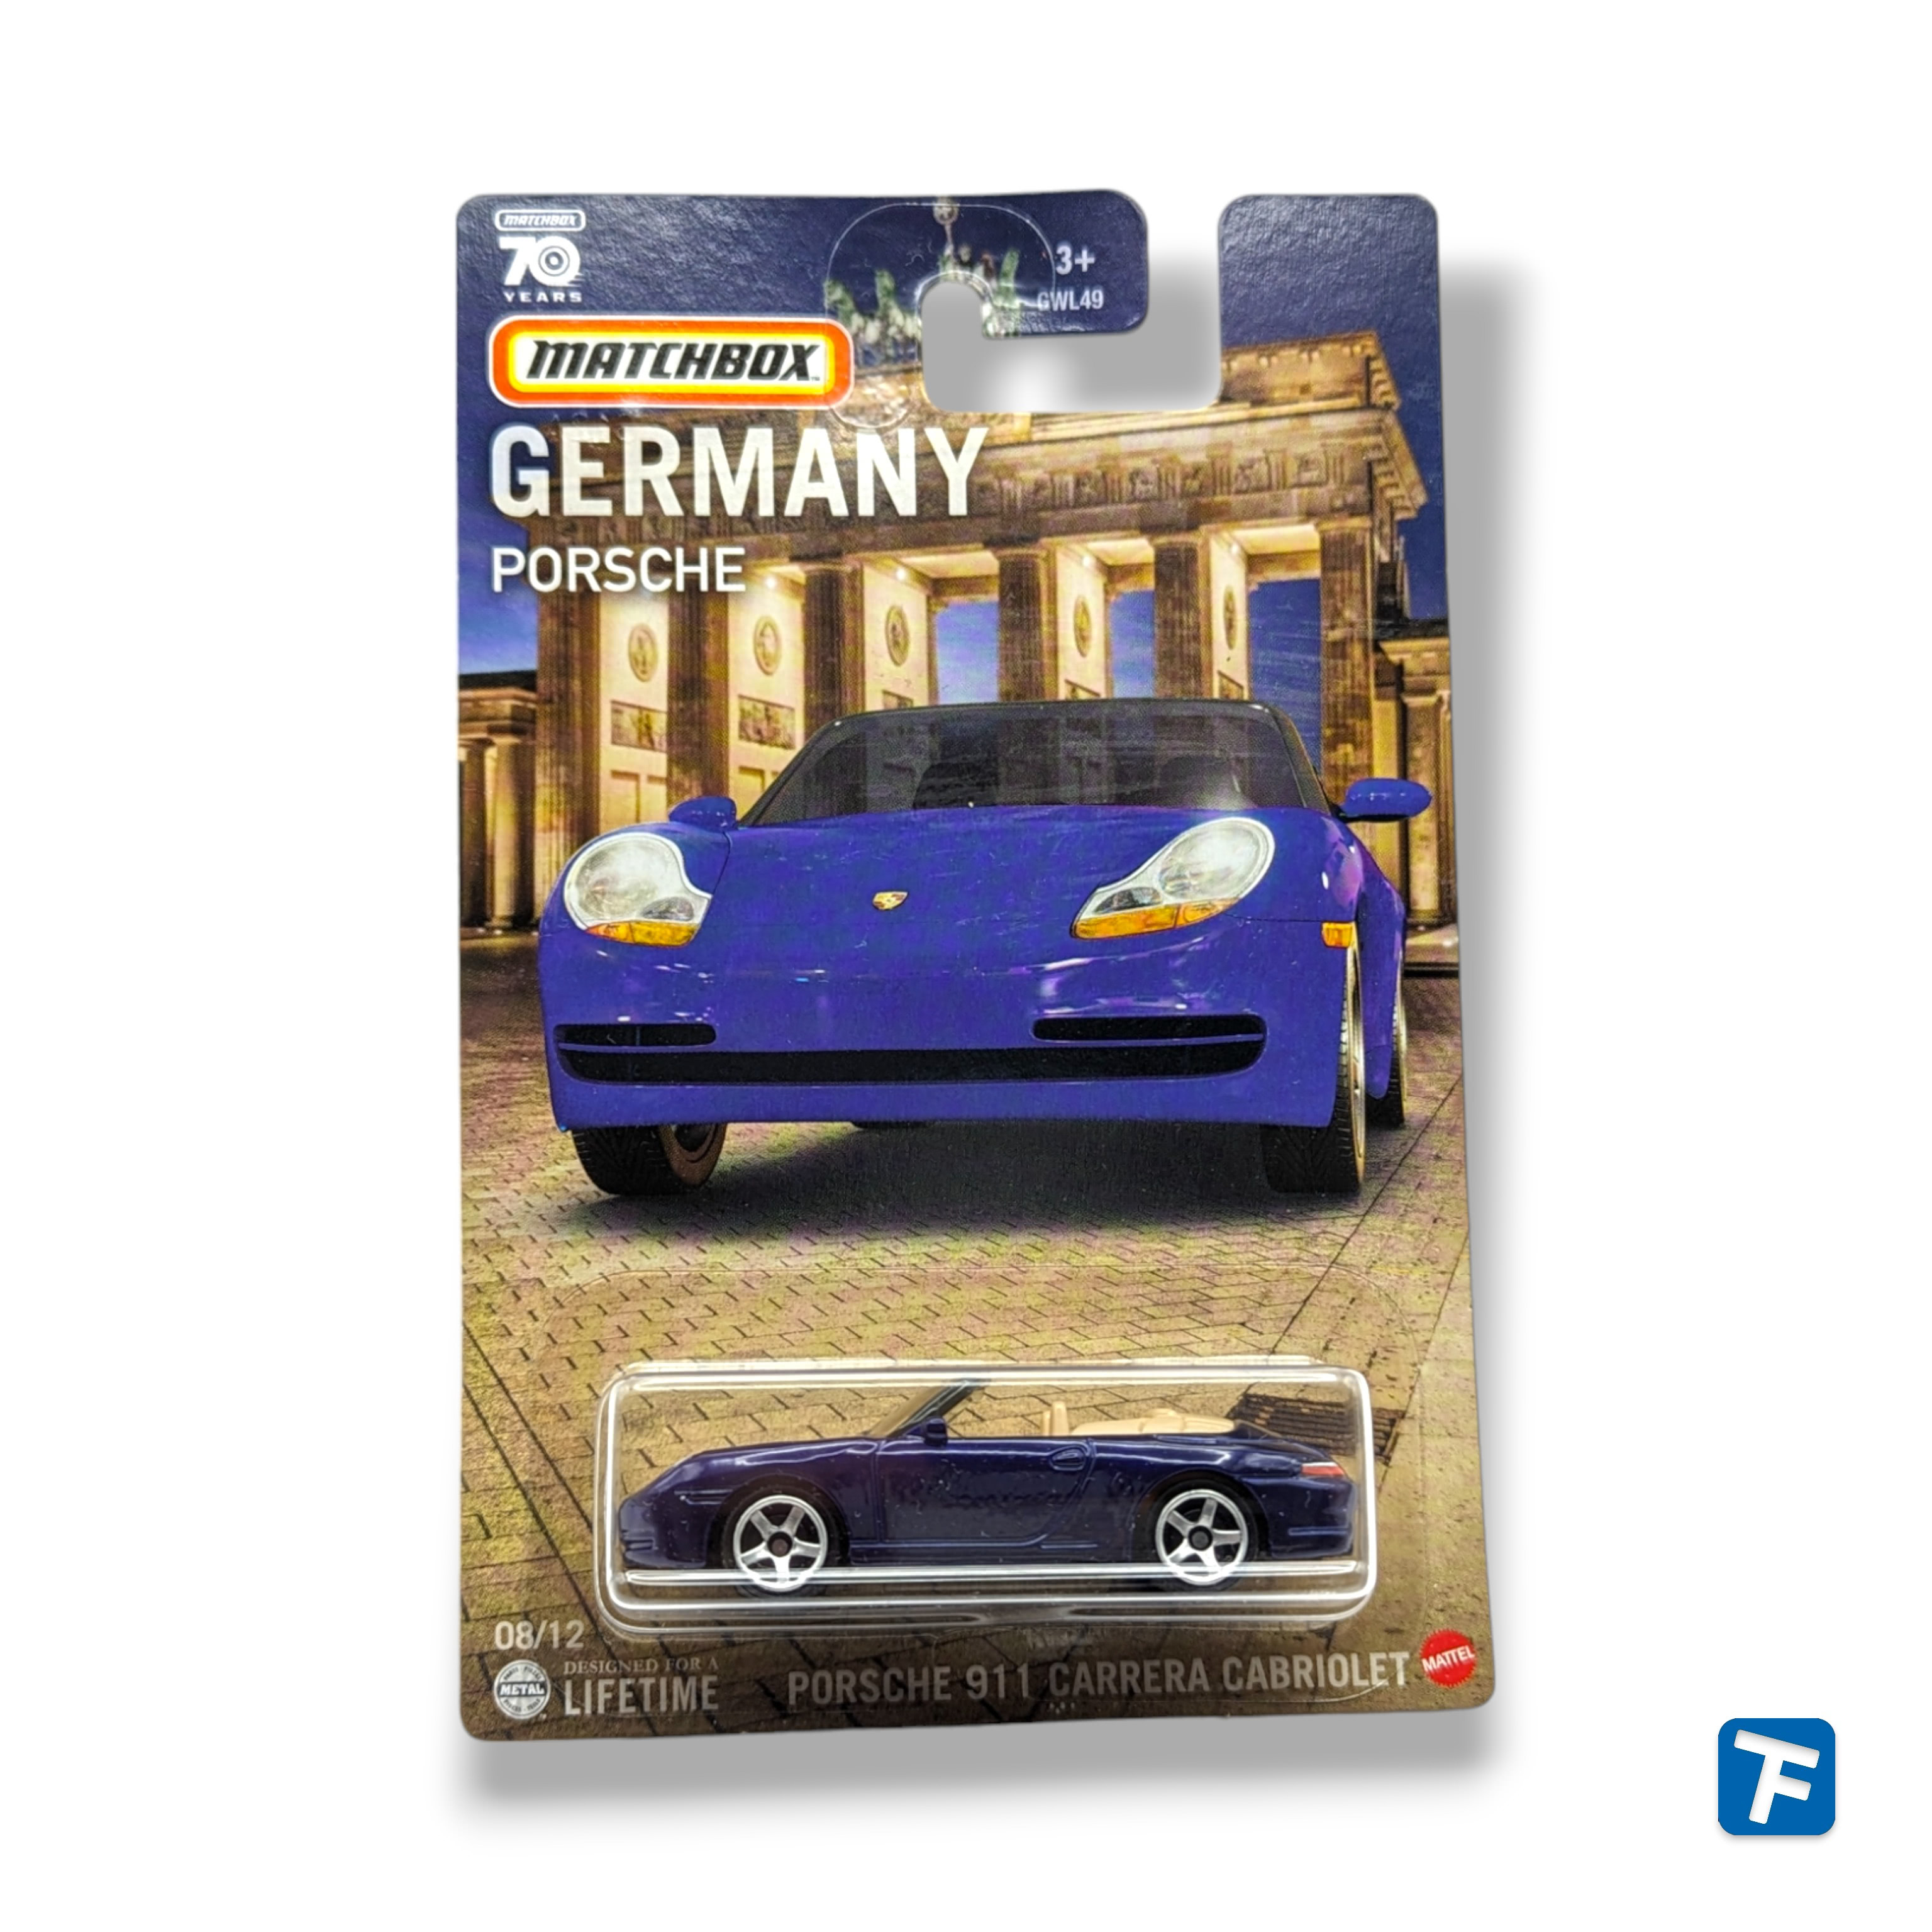 MATCHBOX
70
YEARS
3+
GWL49
MATCHBOX
GERMANY
PORSCHE
08/12
METAL
DESIGNED FOR A
LIFETIME
PORSCHE 911 CARRERA CABRIOLET
MATTEL
TF